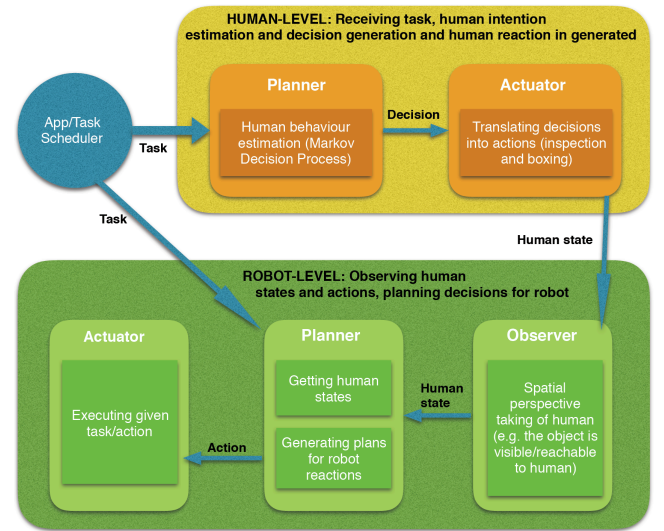 HUMAN-LEVEL: Receiving task, human intention
estimation and decision generation and human reaction in generated
Planner
Actuator
App/Task
Scheduler
Human behaviour
estimation (Markov
Decision Process)
Decision
Translating decisions
into actions (inspection
and boxing)
Task
Task
Human state
ROBOT-LEVEL: Observing human
states and actions, planning decisions for robot
Actuator
Planner
Observer
Executing given
task/action
Getting human
states
Human
state
Spatial
perspective
taking of human
(e.g. the object is
visible/reachable
to human)
Action
Generating plans
for robot
reactions